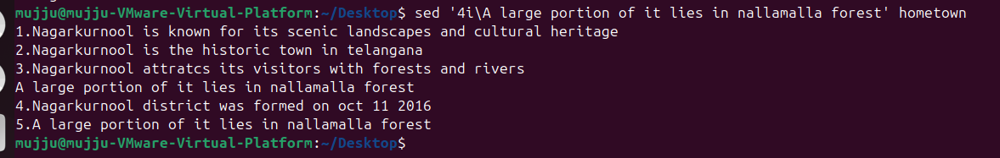 mujju@mujju-VMware-Virtual-Platform:~/Desktop$ sed '4i\A large portion of it lies in nallamalla forest' hometown
1.Nagarkurnool is known for its scenic landscapes and cultural heritage
2.Nagarkurnool is the historic town in telangana
3.Nagarkurnool attratcs its visitors with forests and rivers
A large portion of it lies in nallamalla forest
4.Nagarkurnool district was formed on oct 11 2016
5.A large portion of it lies in nallamalla forest
mujju@mujju-VMware-Virtual-Platform:~/Desktop$